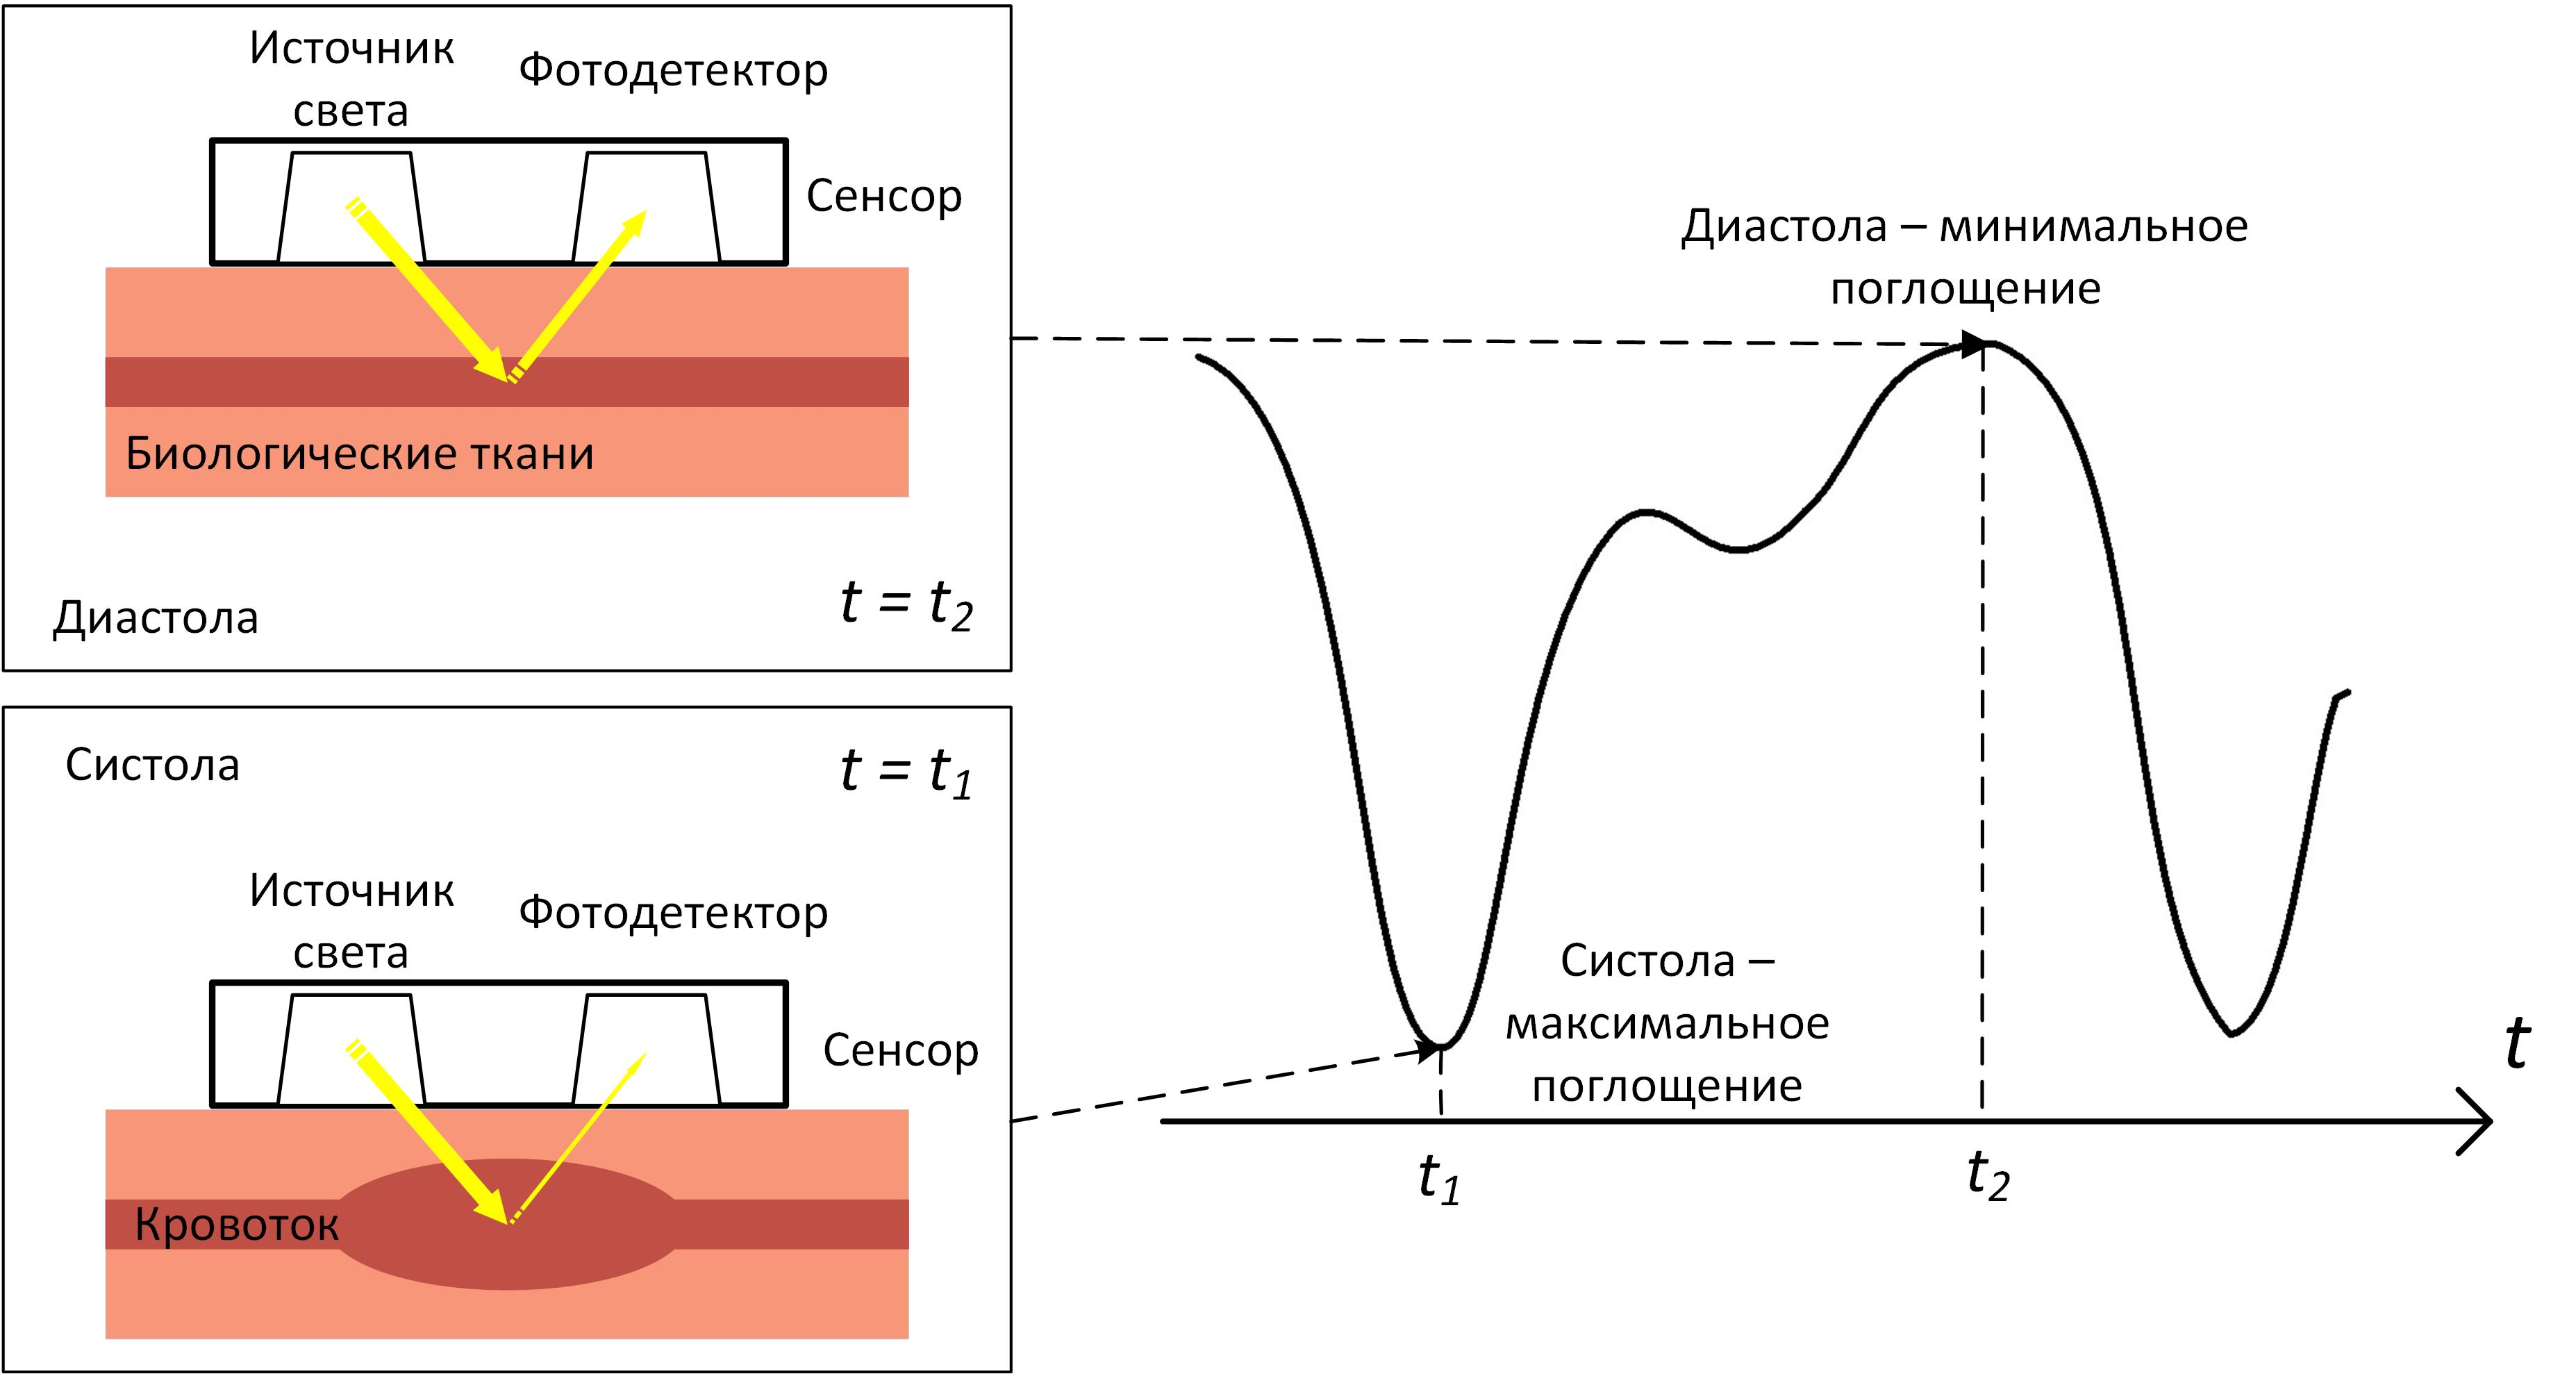 Источник
света
Фотодетектор
Сенсор
Биологические ткани
Диастола
t = t2
Систола
t = t1
Источник
света
Фотодетектор
Сенсор
Кровоток
Диастола – минимальное
поглощение
Систола –
максимальное
поглощение
t
t1
t2